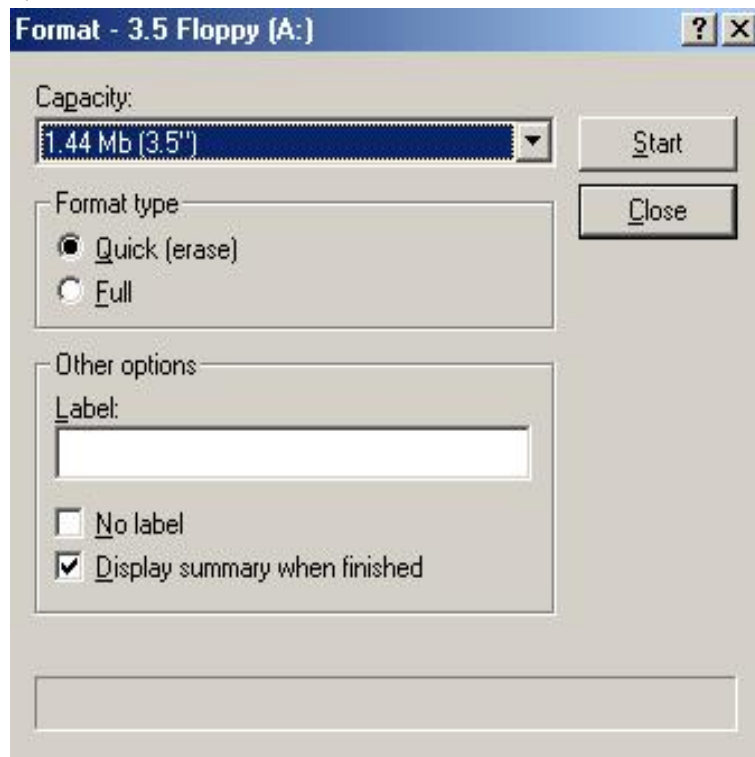 Format - 3.5 Floppy (A:)
Capacity:
1.44 Mb (3.5")
Start
Format type
Close
Quick (erase)
Full
Other options
Label:
No label
Display summary when finished